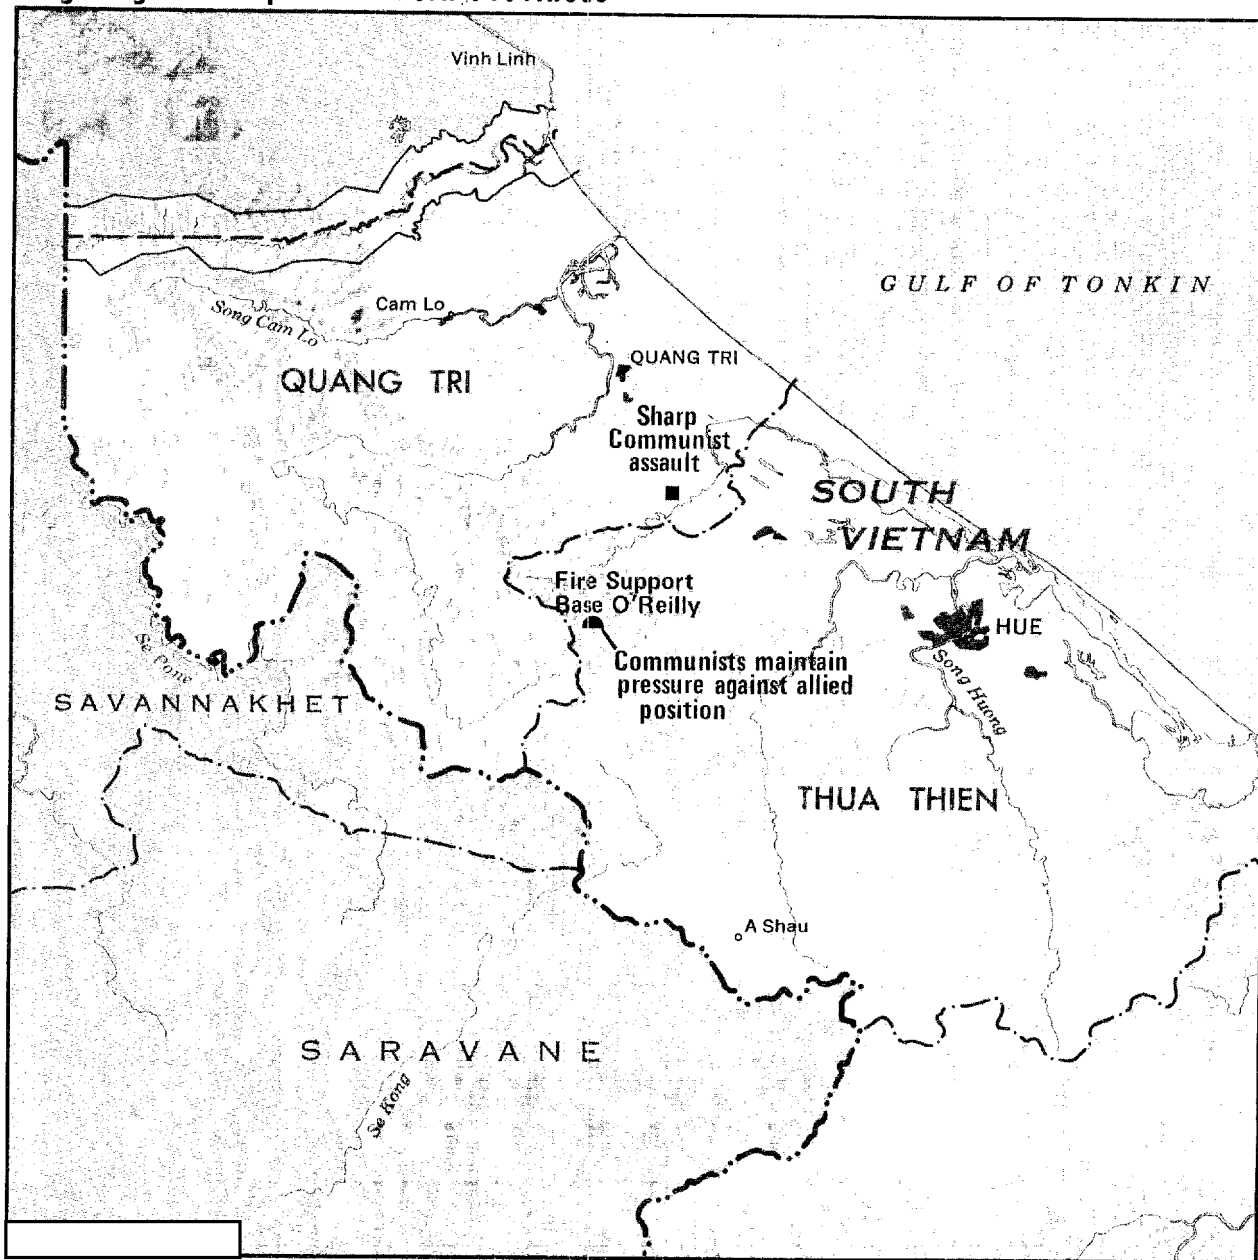 Vinh Linh
GULF OF TONKIN
Song Cam Lo
Cam Lo
QUANG TRI
QUANG TRI
Sharp
Communist
assault
SOUTH
VIETNAM
Fire Support
Base O'Reilly
HUE
Communists maintain
pressure against allied
position
Song Huong
Se Pone
SAVANNAKHET
THUA THIEN
A Shau
SARAVANE
Se Kong